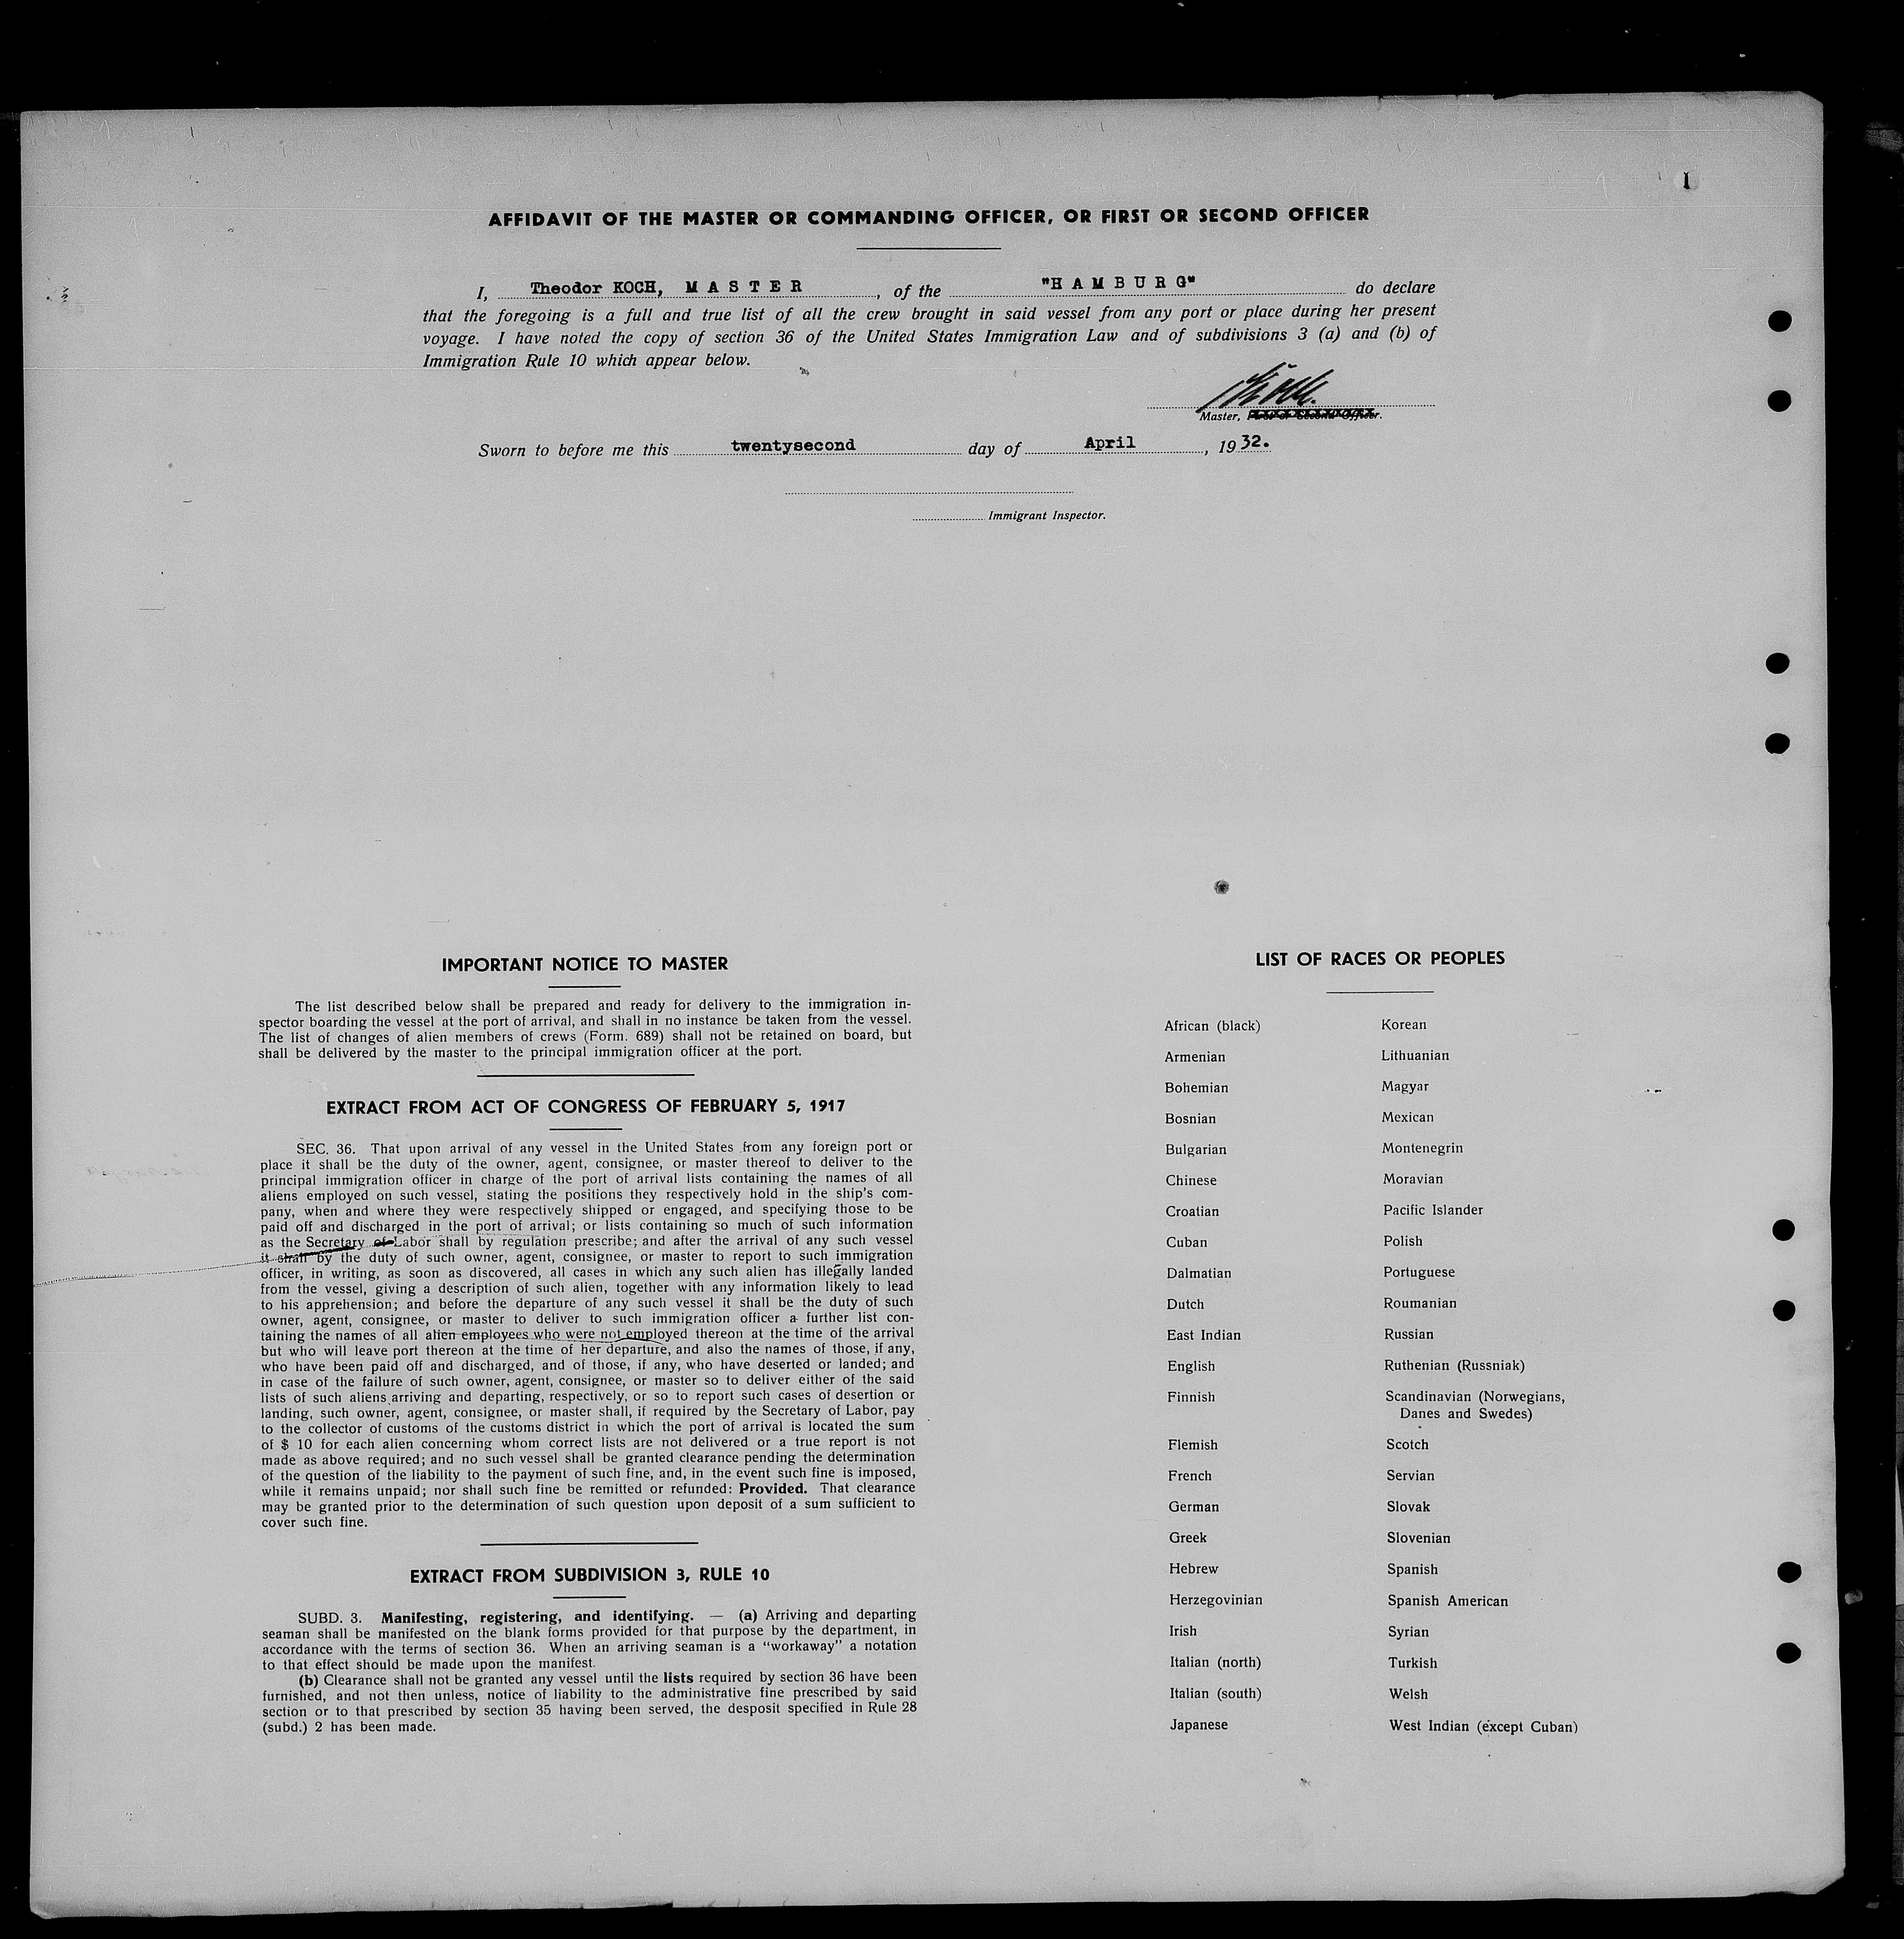 I
AFFIDAVIT OF THE MASTER OR COMMANDING OFFICER, OR FIRST OR SECOND OFFICER
I, Theodor KOCH, M A S T E R, of the "H A M B U R G" do declare
that the foregoing is a full and true list of all the crew brought in said vessel from any port or place during her present
voyage. I have noted the copy of section 36 of the United States Immigration Law and of subdivisions 3 (a) and (b) of
Immigration Rule 10 which appear below.
Master, First or Second Officer.
Sworn to before me this twentysecond day of April, 1932.
Immigrant Inspector.
IMPORTANT NOTICE TO MASTER
The list described below shall be prepared and ready for delivery to the immigration in-
spector boarding the vessel at the port of arrival, and shall in no instance be taken from the vessel.
The list of changes of alien members of crews (Form. 689) shall not be retained on board, but
shall be delivered by the master to the principal immigration officer at the port.
EXTRACT FROM ACT OF CONGRESS OF FEBRUARY 5, 1917
SEC. 36. That upon arrival of any vessel in the United States from any foreign port or
place it shall be the duty of the owner, agent, consignee, or master thereof to deliver to the
principal immigration officer in charge of the port of arrival lists containing the names of all
aliens employed on such vessel, stating the positions they respectively hold in the ship's com-
pany, when and where they were respectively shipped or engaged, and specifying those to be
paid off and discharged in the port of arrival; or lists containing so much of such information
as the Secretary of Labor shall by regulation prescribe; and after the arrival of any such vessel
it shall by the duty of such owner, agent, consignee, or master to report to such immigration
officer, in writing, as soon as discovered, all cases in which any such alien has illegally landed
from the vessel, giving a description of such alien, together with any information likely to lead
to his apprehension; and before the departure of any such vessel it shall be the duty of such
owner, agent, consignee, or master to deliver to such immigration officer a further list con-
taining the names of all alien employees who were not employed thereon at the time of the arrival
but who will leave port thereon at the time of her departure, and also the names of those, if any,
who have been paid off and discharged, and of those, if any, who have deserted or landed; and
in case of the failure of such owner, agent, consignee, or master so to deliver either of the said
lists of such aliens arriving and departing, respectively, or so to report such cases of desertion or
landing, such owner, agent, consignee, or master shall, if required by the Secretary of Labor, pay
to the collector of customs of the customs district in which the port of arrival is located the sum
of $ 10 for each alien concerning whom correct lists are not delivered or a true report is not
made as above required; and no such vessel shall be granted clearance pending the determination
of the question of the liability to the payment of such fine, and, in the event such fine is imposed,
while it remains unpaid; nor shall such fine be remitted or refunded: Provided. That clearance
may be granted prior to the determination of such question upon deposit of a sum sufficient to
cover such fine.
EXTRACT FROM SUBDIVISION 3, RULE 10
SUBD. 3. Manifesting, registering, and identifying. — (a) Arriving and departing
seaman shall be manifested on the blank forms provided for that purpose by the department, in
accordance with the terms of section 36. When an arriving seaman is a “workaway” a notation
to that effect should be made upon the manifest.
(b) Clearance shall not be granted any vessel until the lists required by section 36 have been
furnished, and not then unless, notice of liability to the administrative fine prescribed by said
section or to that prescribed by section 35 having been served, the desposit specified in Rule 28
(subd.) 2 has been made.
LIST OF RACES OR PEOPLES
African (black)
Armenian
Bohemian
Bosnian
Bulgarian
Chinese
Croatian
Cuban
Dalmatian
Dutch
East Indian
English
Finnish
Flemish
French
German
Greek
Hebrew
Herzegovinian
Irish
Italian (north)
Italian (south)
Japanese
Korean
Lithuanian
Magyar
Mexican
Montenegrin
Moravian
Pacific Islander
Polish
Portuguese
Roumanian
Russian
Ruthenian (Russniak)
Scandinavian (Norwegians,
Danes and Swedes)
Scotch
Servian
Slovak
Slovenian
Spanish
Spanish American
Syrian
Turkish
Welsh
West Indian (except Cuban)